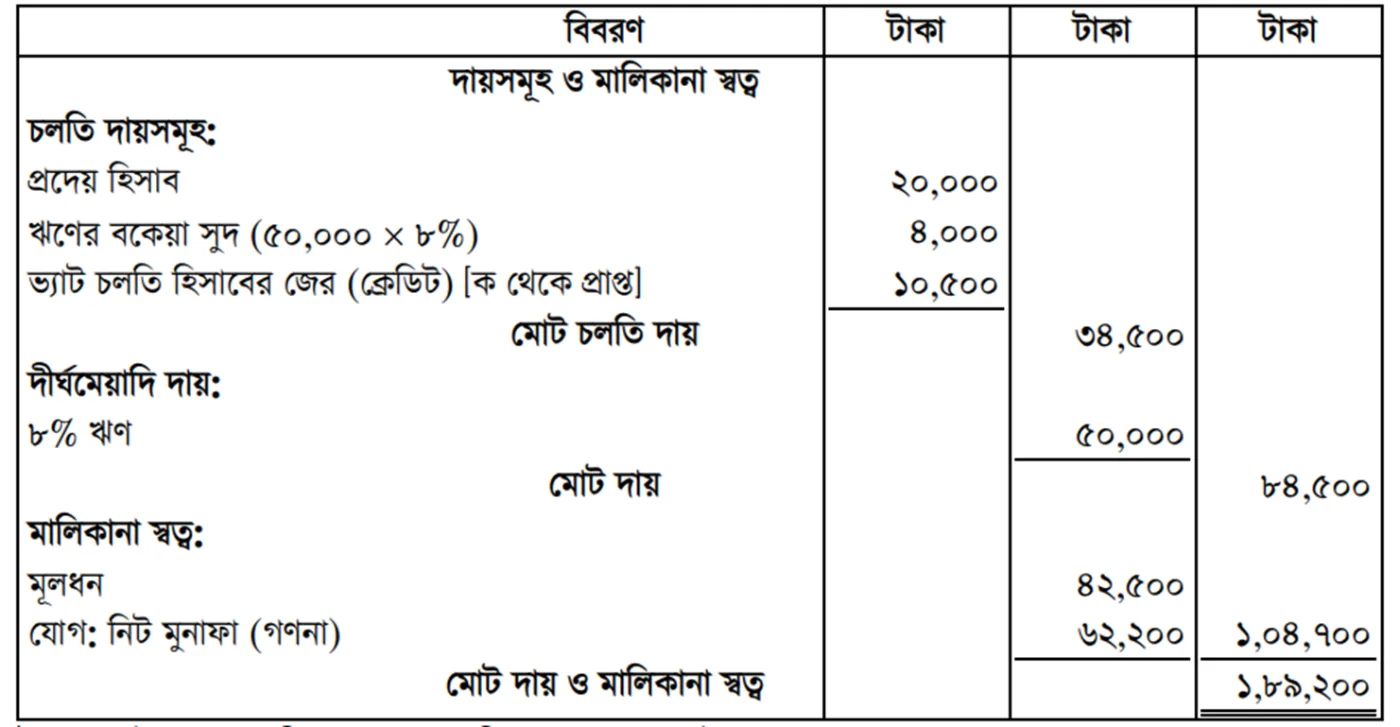 বিবরণ টাকা টাকা টাকা
দায়সমূহ ও মালিকানা স্বত্ব
চলতি দায়সমূহ:
প্রদেয় হিসাব ২০,০০০
ঋণের বকেয়া সুদ (৫০,০০০ × ৮%) ৪,০০০
ভ্যাট চলতি হিসাবের জের (ক্রেডিট) [ক থেকে প্রাপ্ত] ১০,৫০০
মোট চলতি দায় ৩৪,৫০০
দীর্ঘমেয়াদি দায়:
৮% ঋণ ৫০,০০০
মোট দায় ৮৪,৫০০
মালিকানা স্বত্ব:
মূলধন ৪২,৫০০
যোগ: নিট মুনাফা (গণনা) ৬২,২০০ ১,০৪,৭০০
মোট দায় ও মালিকানা স্বত্ব ১,৮৯,২০০